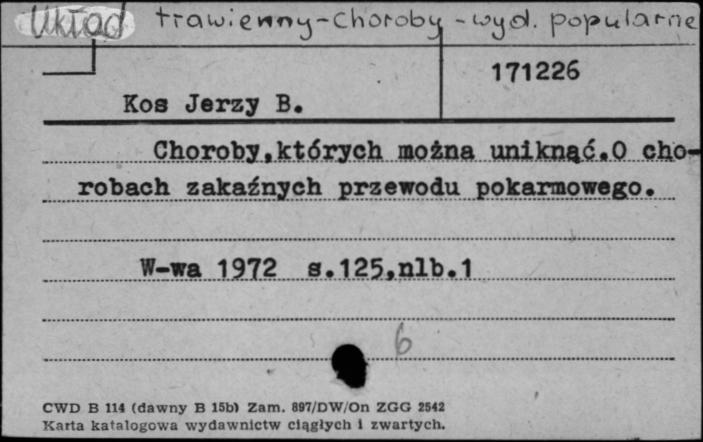 Układ trawienny-choroby-wyd. popularne
171226
Kos Jerzy B.
Choroby,których można uniknąć.O cho-
robach zakaźnych przewodu pokarmowego.
W-wa 1972 s.125,nlb.1
6
CWD B 114 (dawny B 15b) Zam. 897/DW/On ZGG 2542
Karta katalogowa wydawnictw ciągłych i zwartych.